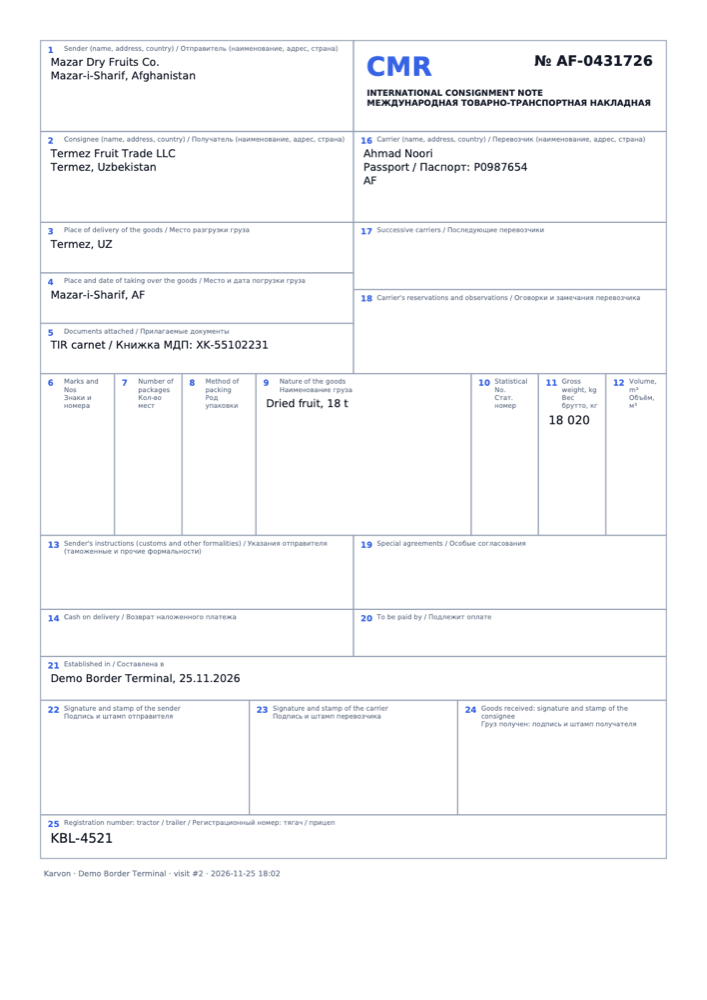 1 Sender (name, address, country) / Отправитель (наименование, адрес, страна)
Mazar Dry Fruits Co.
Mazar-i-Sharif, Afghanistan
CMR
№ AF-0431726
INTERNATIONAL CONSIGNMENT NOTE
МЕЖДУНАРОДНАЯ ТОВАРНО-ТРАНСПОРТНАЯ НАКЛАДНАЯ
2 Consignee (name, address, country) / Получатель (наименование, адрес, страна)
Termez Fruit Trade LLC
Termez, Uzbekistan
16 Carrier (name, address, country) / Перевозчик (наименование, адрес, страна)
Ahmad Noori
Passport / Паспорт: P0987654
AF
3 Place of delivery of the goods / Место разгрузки груза
Termez, UZ
17 Successive carriers / Последующие перевозчики
4 Place and date of taking over the goods / Место и дата погрузки груза
Mazar-i-Sharif, AF
18 Carrier's reservations and observations / Оговорки и замечания перевозчика
5 Documents attached / Прилагаемые документы
TIR carnet / Книжка МДП: XK-55102231
6 Marks and
Nos
Знаки и
номера
7 Number of
packages
Кол-во
мест
8 Method of
packing
Род
упаковки
9 Nature of the goods
Наименование груза
Dried fruit, 18 t
10 Statistical
No.
Стат.
номер
11 Gross
weight, kg
Вес
брутто, кг
18 020
12 Volume,
m³
Объём,
м³
13 Sender's instructions (customs and other formalities) / Указания отправителя
(таможенные и прочие формальности)
19 Special agreements / Особые согласования
14 Cash on delivery / Возврат наложенного платежа
20 To be paid by / Подлежит оплате
21 Established in / Составлена в
Demo Border Terminal, 25.11.2026
22 Signature and stamp of the sender
Подпись и штамп отправителя
23 Signature and stamp of the carrier
Подпись и штамп перевозчика
24 Goods received: signature and stamp of the
consignee
Груз получен: подпись и штамп получателя
25 Registration number: tractor / trailer / Регистрационный номер: тягач / прицеп
KBL-4521
Karvon · Demo Border Terminal · visit #2 · 2026-11-25 18:02